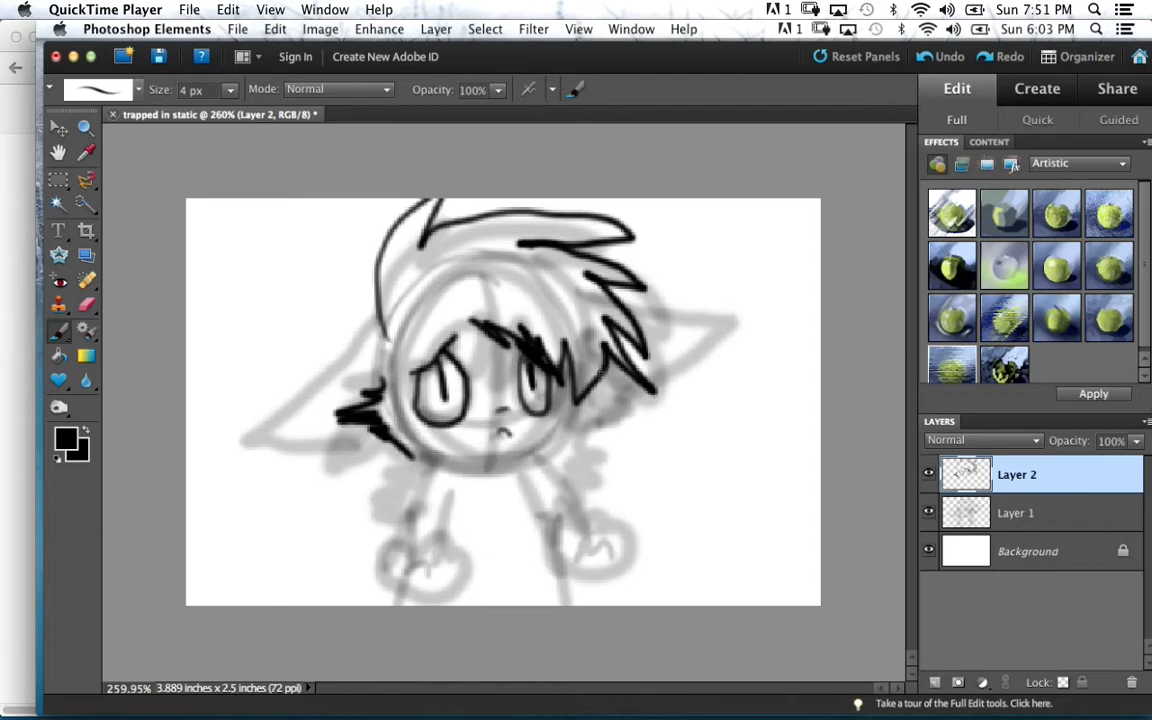 QuickTime Player File Edit View Window Help 1 Sun 7:51 PM
Photoshop Elements File Edit Image Enhance Layer Select Filter View Window Help 1 Sun 6:03 PM
Sign In Create New Adobe ID Reset Panels Undo Redo Organizer
Size: 4 px Mode: Normal Opacity: 100% Edit Create Share
trapped in static @ 260% (Layer 2, RGB/8) * Full Quick Guided
EFFECTS CONTENT
Artistic
Apply
LAYERS
Normal Opacity: 100%
Layer 2
Layer 1
Background
259.95% 3.889 inches x 2.5 inches (72 ppi) Lock:
Take a tour of the Full Edit tools. Click here.